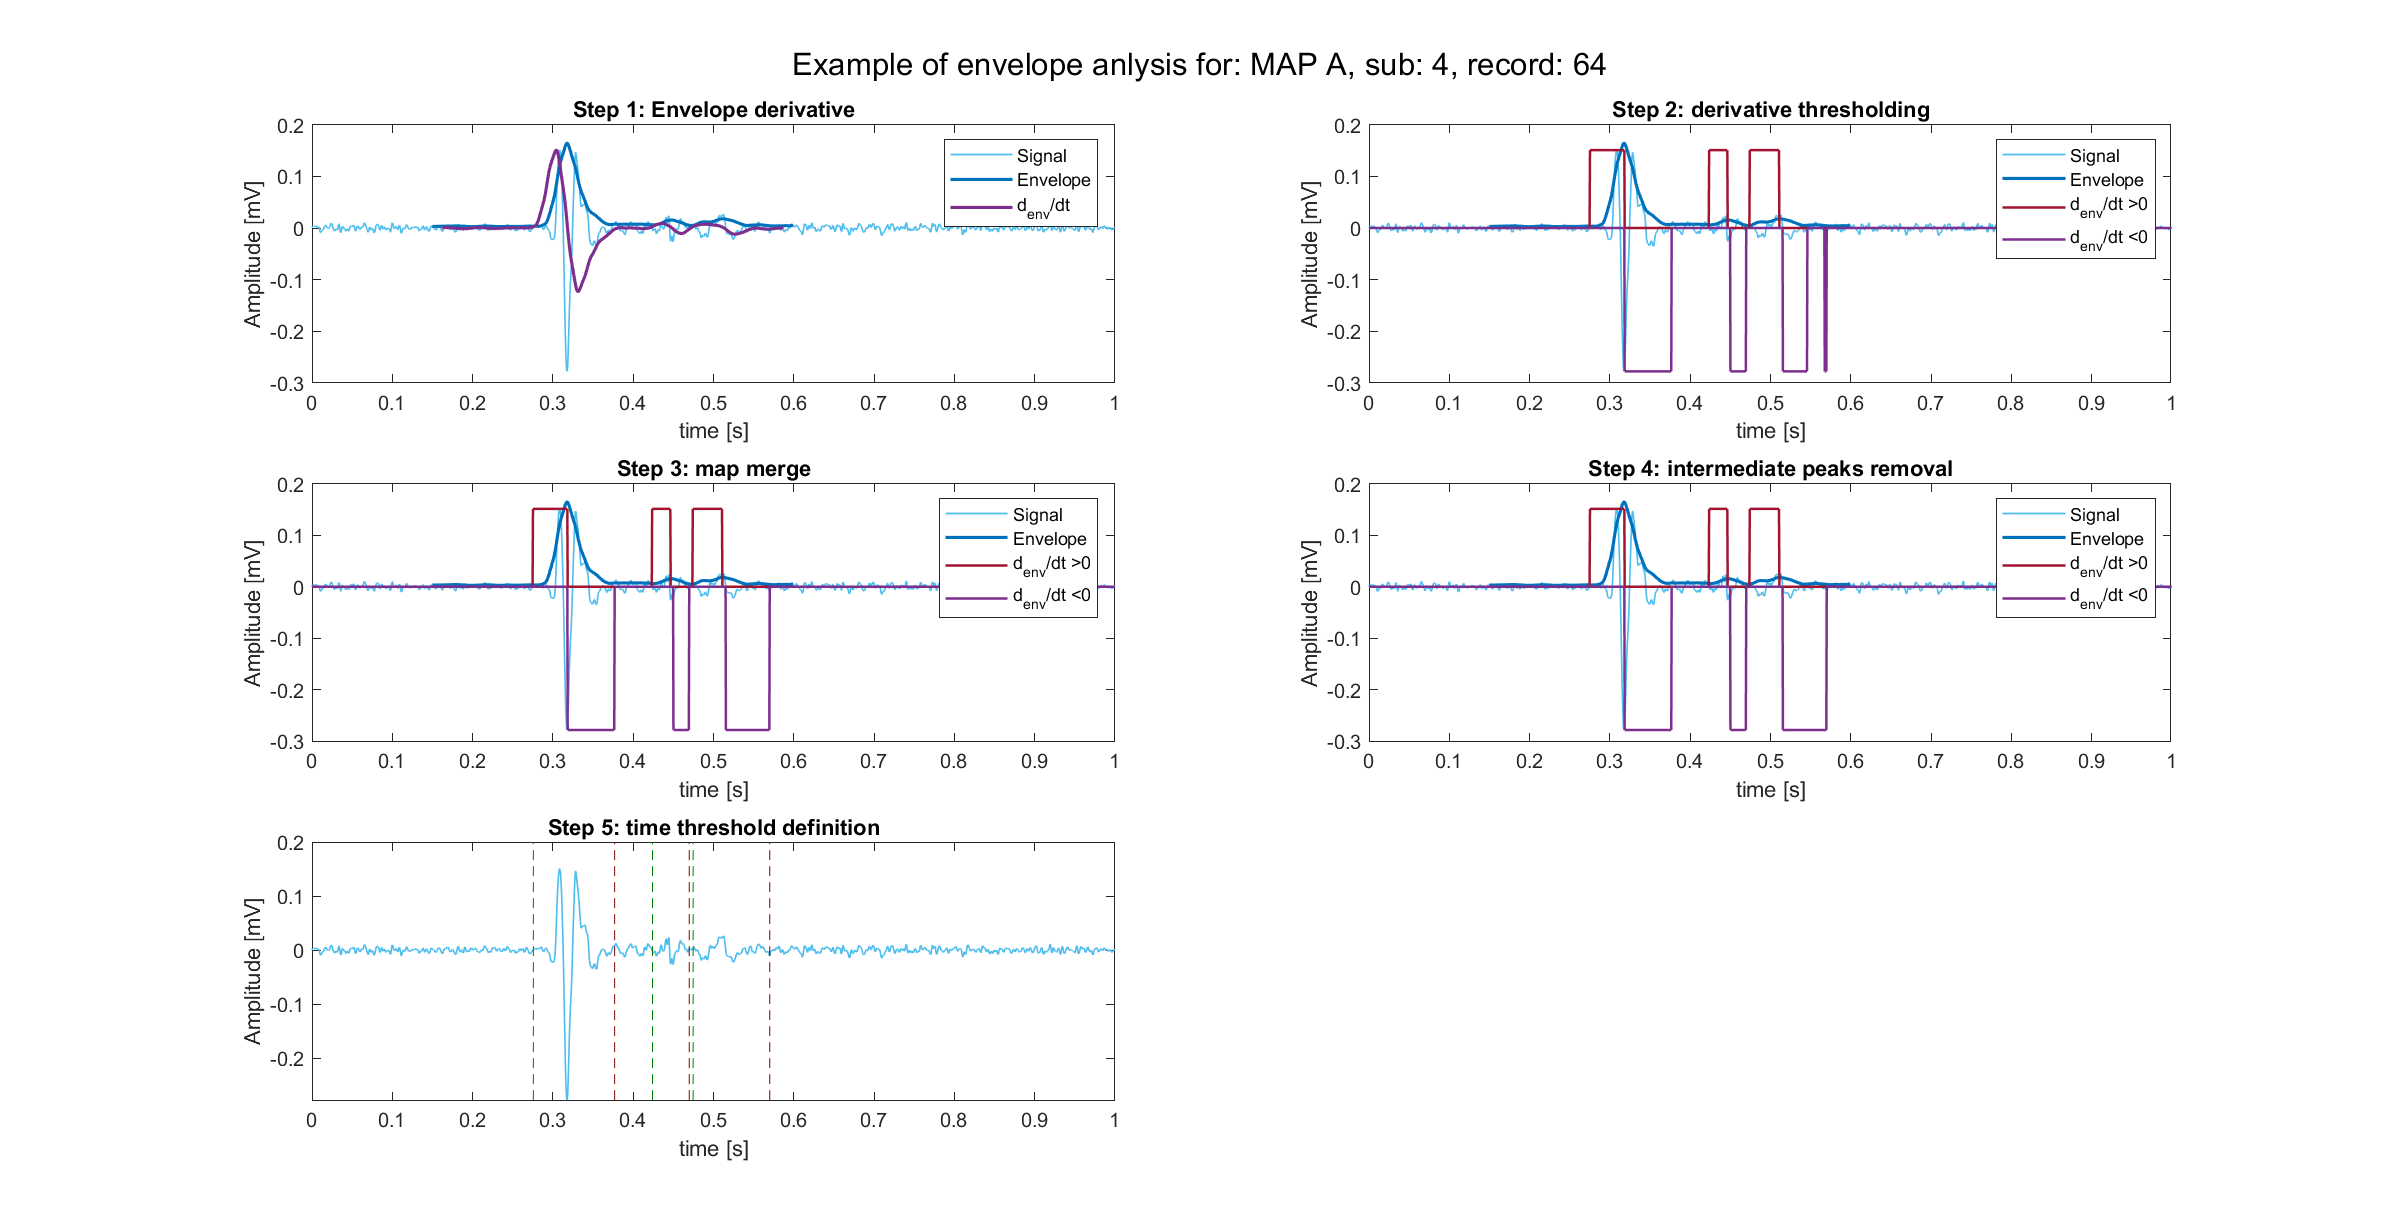 Example of envelope anlysis for: MAP A, sub: 4, record: 64
Step 1: Envelope derivative
0.2
0.1
0
-0.1
-0.2
-0.3
Amplitude [mV]
0 0.1 0.2 0.3 0.4 0.5 0.6 0.7 0.8 0.9 1
time [s]
Signal
Envelope
d_env/dt
Step 2: derivative thresholding
0.2
0.1
0
-0.1
-0.2
-0.3
Amplitude [mV]
0 0.1 0.2 0.3 0.4 0.5 0.6 0.7 0.8 0.9 1
time [s]
Signal
Envelope
d_env/dt >0
d_env/dt <0
Step 3: map merge
0.2
0.1
0
-0.1
-0.2
-0.3
Amplitude [mV]
0 0.1 0.2 0.3 0.4 0.5 0.6 0.7 0.8 0.9 1
time [s]
Signal
Envelope
d_env/dt >0
d_env/dt <0
Step 4: intermediate peaks removal
0.2
0.1
0
-0.1
-0.2
-0.3
Amplitude [mV]
0 0.1 0.2 0.3 0.4 0.5 0.6 0.7 0.8 0.9 1
time [s]
Signal
Envelope
d_env/dt >0
d_env/dt <0
Step 5: time threshold definition
0.2
0.1
0
-0.1
-0.2
Amplitude [mV]
0 0.1 0.2 0.3 0.4 0.5 0.6 0.7 0.8 0.9 1
time [s]